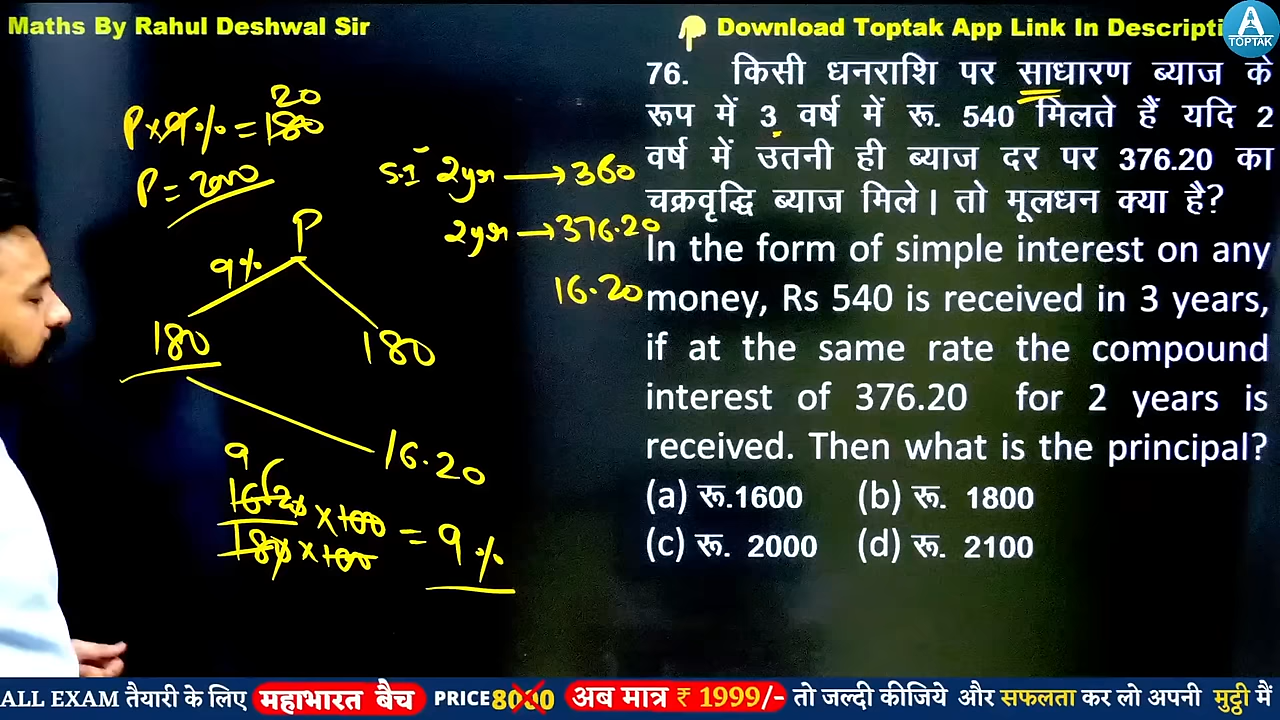 Maths By Rahul Deshwal Sir
Download Toptak App Link In Descripti
A
TOPTAK
76. किसी धनराशि पर साधारण ब्याज के
रूप में 3 वर्ष में रू. 540 मिलते हैं यदि 2
वर्ष में उतनी ही ब्याज दर पर 376.20 का
चक्रवृद्धि ब्याज मिले। तो मूलधन क्या है?
In the form of simple interest on any
money, Rs 540 is received in 3 years,
if at the same rate the compound
interest of 376.20 for 2 years is
received. Then what is the principal?
(a) रू.1600 (b) रू. 1800
(c) रू. 2000 (d) रू. 2100
20
P×9% = 180
P = 2000
S.I 2yr → 360
2yr → 376.20
16.20
P
9%
180 180
16.20
9
1620 × 100 = 9%
180 × 100
ALL EXAM तैयारी के लिए महाभारत बैच PRICE 8000 अब मात्र ₹ 1999/- तो जल्दी कीजिये और सफलता कर लो अपनी मुट्ठी में